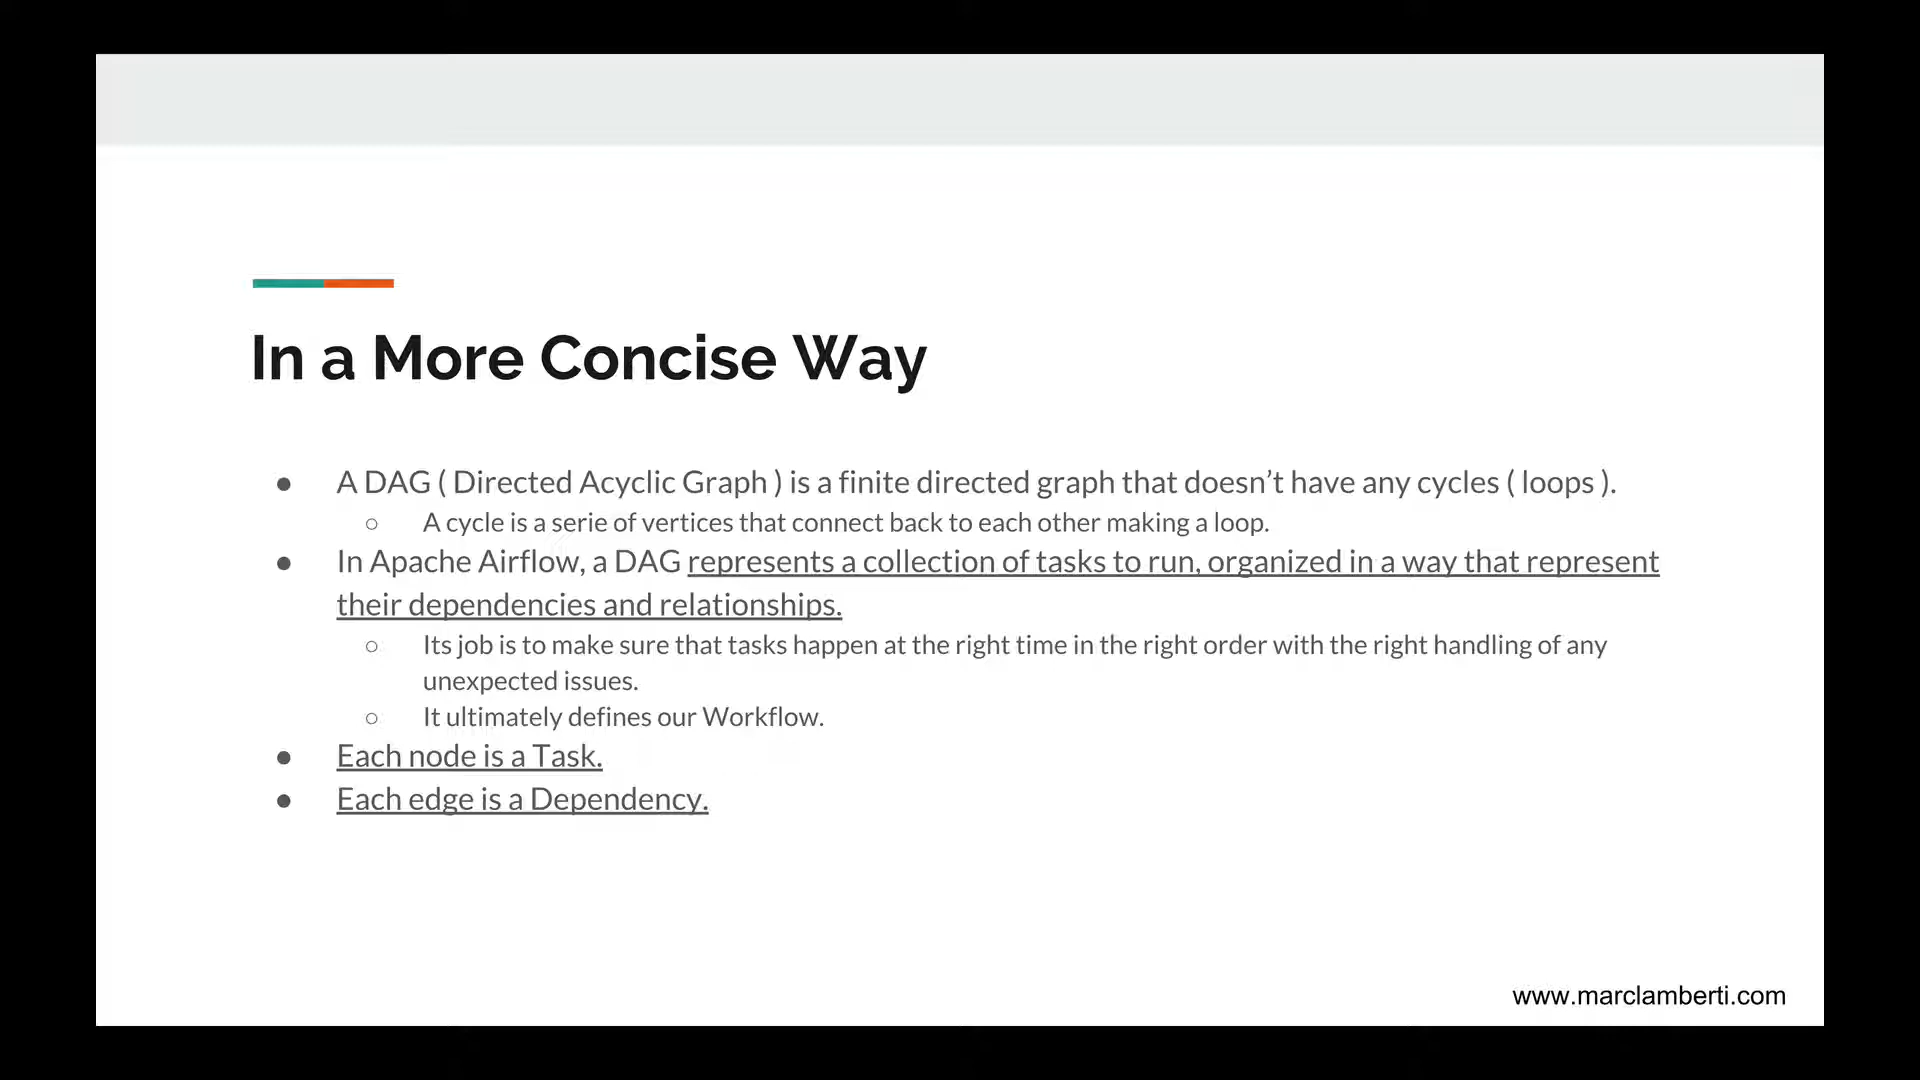 In a More Concise Way
● A DAG ( Directed Acyclic Graph ) is a finite directed graph that doesn’t have any cycles ( loops ).
○ A cycle is a serie of vertices that connect back to each other making a loop.
● In Apache Airflow, a DAG represents a collection of tasks to run, organized in a way that represent
their dependencies and relationships.
○ Its job is to make sure that tasks happen at the right time in the right order with the right handling of any
unexpected issues.
○ It ultimately defines our Workflow.
● Each node is a Task.
● Each edge is a Dependency.
www.marclamberti.com